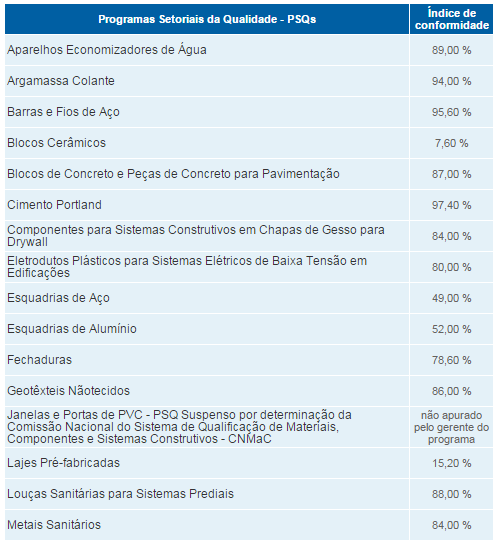 Programas Setoriais da Qualidade - PSQs
Índice de
conformidade
Aparelhos Economizadores de Água
89,00 %
Argamassa Colante
94,00 %
Barras e Fios de Aço
95,60 %
Blocos Cerâmicos
7,60 %
Blocos de Concreto e Peças de Concreto para Pavimentação
87,00 %
Cimento Portland
97,40 %
Componentes para Sistemas Construtivos em Chapas de Gesso para
Drywall
84,00 %
Eletrodutos Plásticos para Sistemas Elétricos de Baixa Tensão em
Edificações
80,00 %
Esquadrias de Aço
49,00 %
Esquadrias de Alumínio
52,00 %
Fechaduras
78,60 %
Geotêxteis Nãotecidos
86,00 %
Janelas e Portas de PVC - PSQ Suspenso por determinação da
Comissão Nacional do Sistema de Qualificação de Materiais,
Componentes e Sistemas Construtivos - CNMaC
não apurado
pelo gerente do
programa
Lajes Pré-fabricadas
15,20 %
Louças Sanitárias para Sistemas Prediais
88,00 %
Metais Sanitários
84,00 %